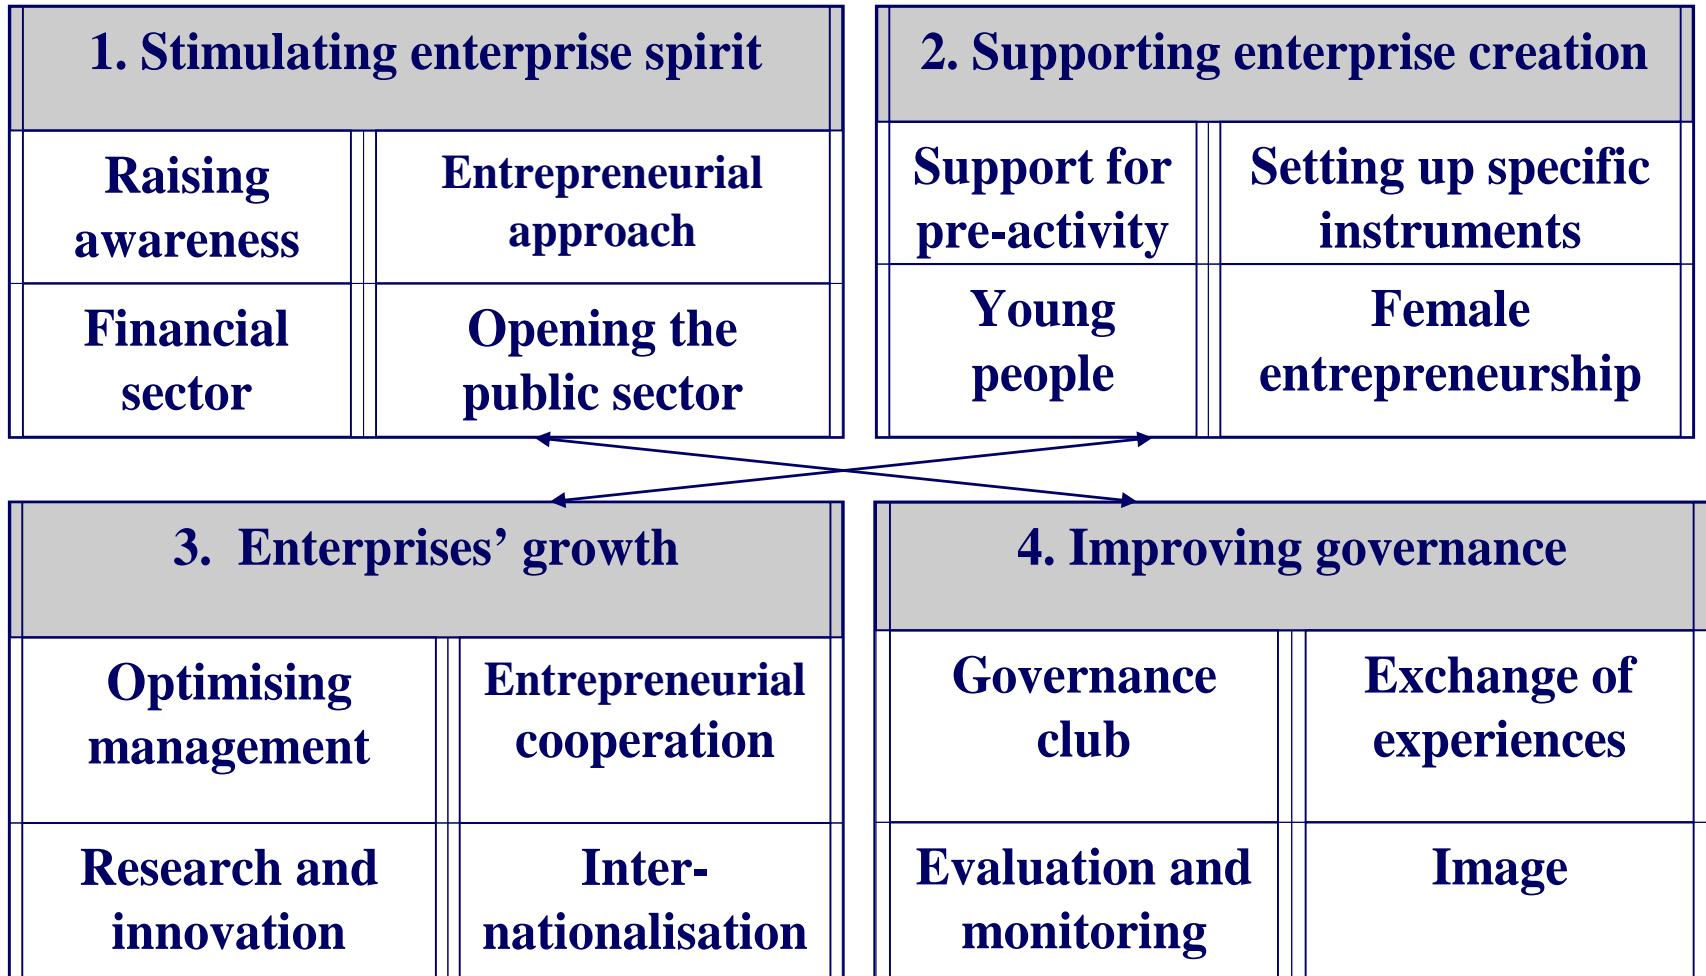 1. Stimulating enterprise spirit
Raising
awareness
Entrepreneurial
approach
Financial
sector
Opening the
public sector
2. Supporting enterprise creation
Support for
pre-activity
Setting up specific
instruments
Young
people
Female
entrepreneurship
3. Enterprises’ growth
Optimising
management
Entrepreneurial
cooperation
Research and
innovation
Inter-
nationalisation
4. Improving governance
Governance
club
Exchange of
experiences
Evaluation and
monitoring
Image